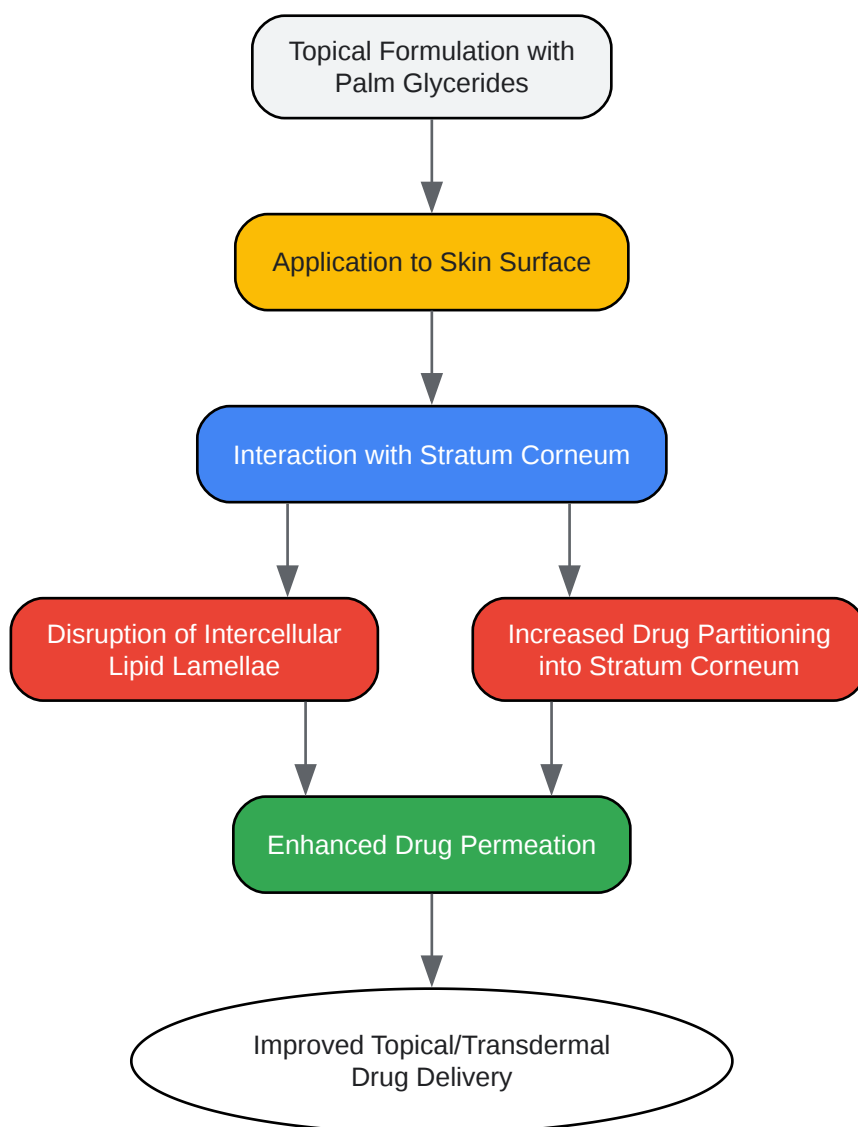 Topical Formulation with
Palm Glycerides
Application to Skin Surface
Interaction with Stratum Corneum
Disruption of Intercellular
Lipid Lamellae
Increased Drug Partitioning
into Stratum Corneum
Enhanced Drug Permeation
Improved Topical/Transdermal
Drug Delivery